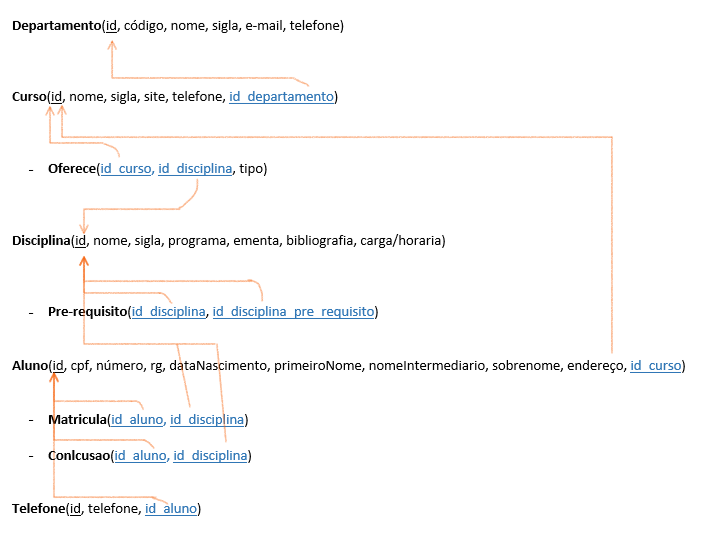 Departamento(id, código, nome, sigla, e-mail, telefone)
Curso(id, nome, sigla, site, telefone, id_departamento)
- Oferece(id_curso, id_disciplina, tipo)
Disciplina(id, nome, sigla, programa, ementa, bibliografia, carga/horaria)
- Pre-requisito(id_disciplina, id_disciplina_pre_requisito)
Aluno(id, cpf, número, rg, dataNascimento, primeiroNome, nomeIntermediario, sobrenome, endereço, id_curso)
- Matricula(id_aluno, id_disciplina)
- Conlcusao(id_aluno, id_disciplina)
Telefone(id, telefone, id_aluno)